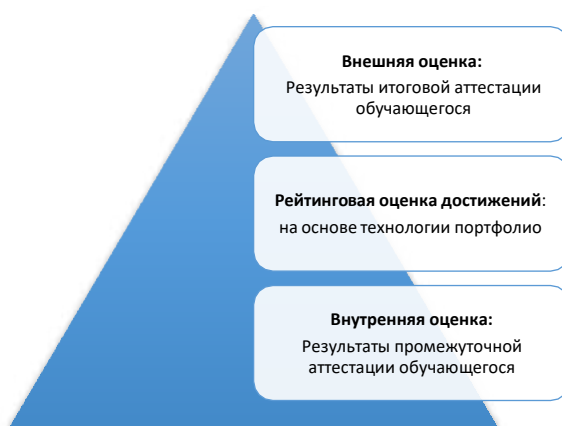 Внешняя оценка:
Результаты итоговой аттестации
обучающегося
Рейтинговая оценка достижений:
на основе технологии портфолио
Внутренняя оценка:
Результаты промежуточной
аттестации обучающегося